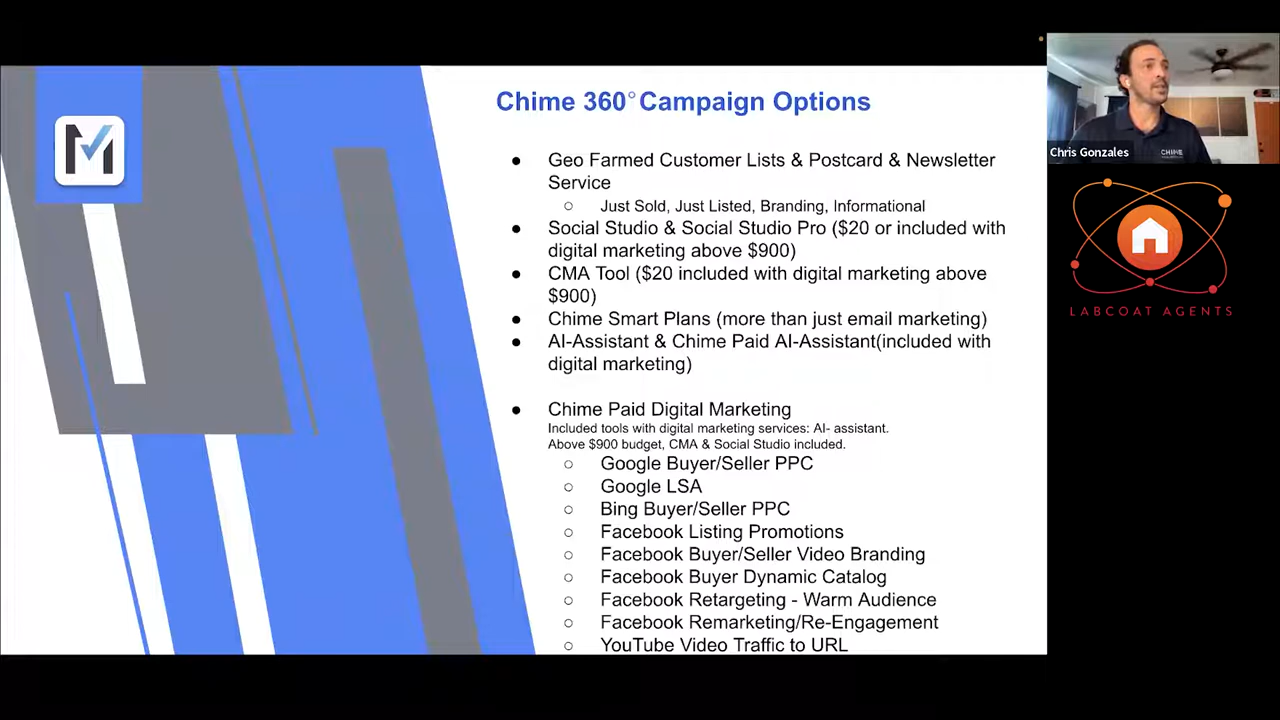 Chime 360° Campaign Options
● Geo Farmed Customer Lists & Postcard & Newsletter
Service
○ Just Sold, Just Listed, Branding, Informational
● Social Studio & Social Studio Pro ($20 or included with
digital marketing above $900)
● CMA Tool ($20 included with digital marketing above
$900)
● Chime Smart Plans (more than just email marketing)
● AI-Assistant & Chime Paid AI-Assistant(included with
digital marketing)
● Chime Paid Digital Marketing
Included tools with digital marketing services: AI- assistant.
Above $900 budget, CMA & Social Studio included.
○ Google Buyer/Seller PPC
○ Google LSA
○ Bing Buyer/Seller PPC
○ Facebook Listing Promotions
○ Facebook Buyer/Seller Video Branding
○ Facebook Buyer Dynamic Catalog
○ Facebook Retargeting - Warm Audience
○ Facebook Remarketing/Re-Engagement
○ YouTube Video Traffic to URL
CHIME
Chris Gonzales
LABCOAT AGENTS